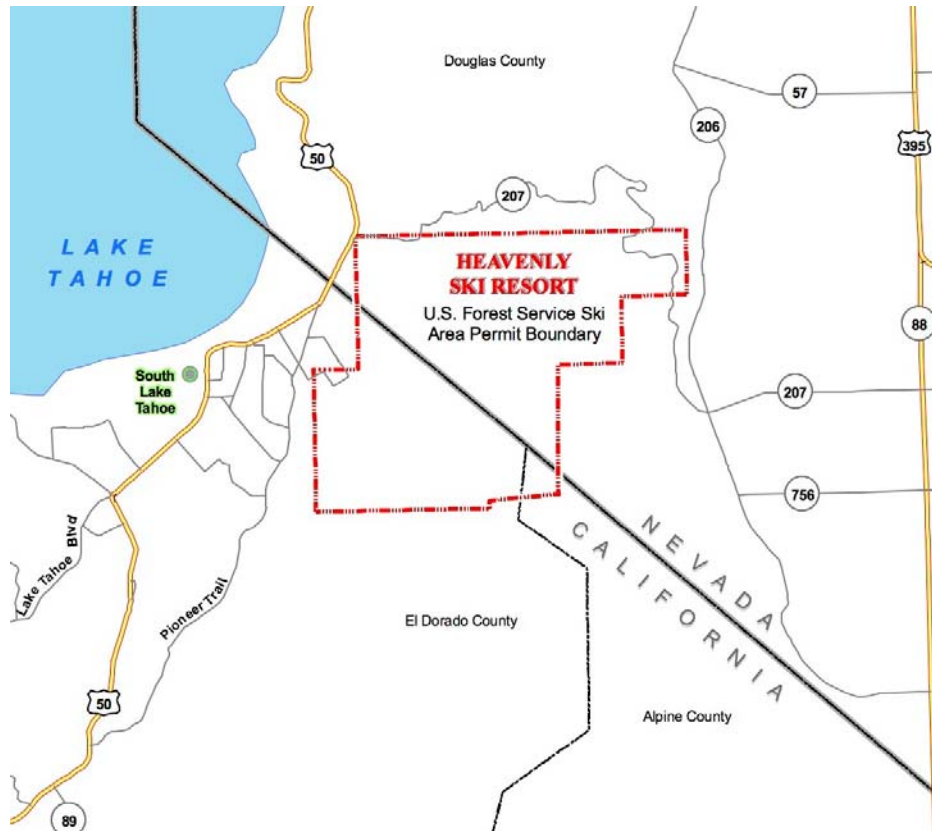 Douglas County
57
206
50
395
207
LAKE
TAHOE
HEAVENLY
SKI RESORT
U.S. Forest Service Ski
Area Permit Boundary
88
South
Lake
Tahoe
207
756
NEVADA
CALIFORNIA
Lake Tahoe Blvd
Pioneer Trail
El Dorado County
50
Alpine County
89